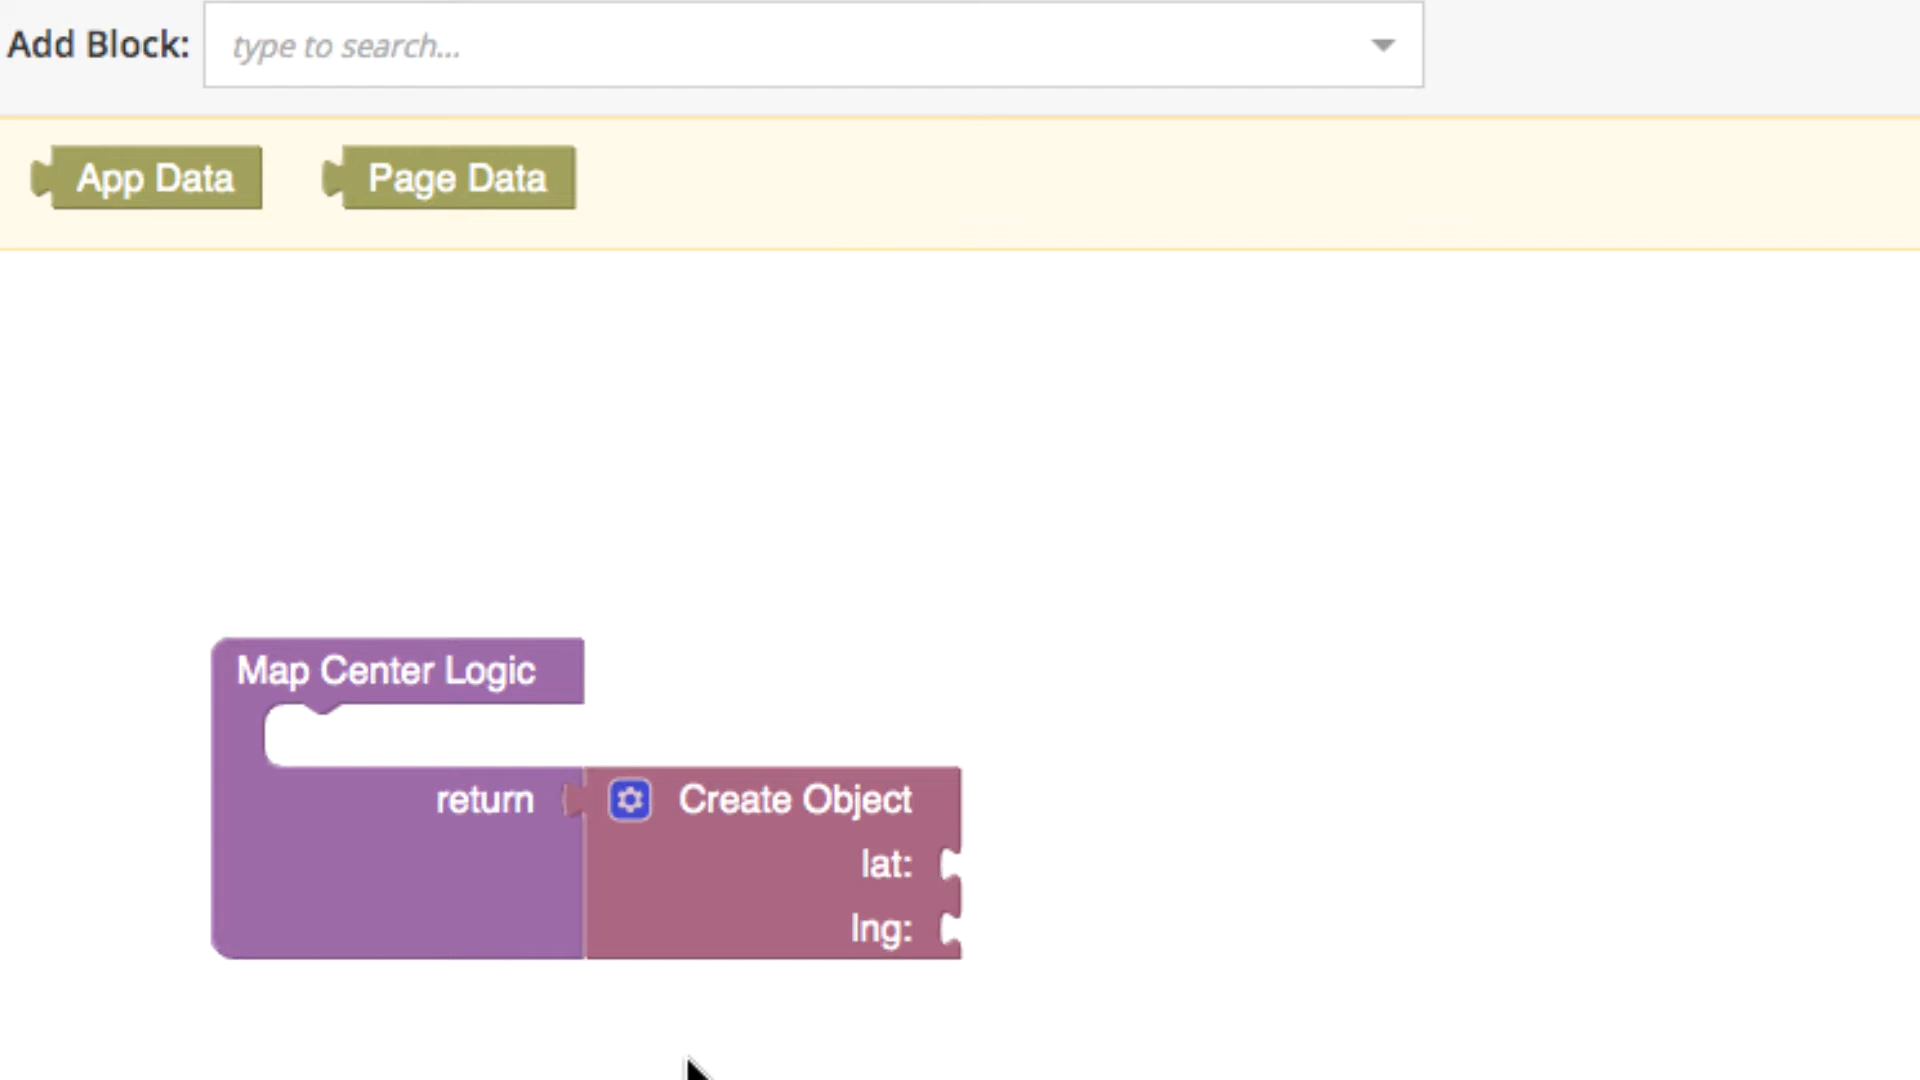 Add Block: type to search...
App Data Page Data
Map Center Logic
return Create Object
lat:
lng: